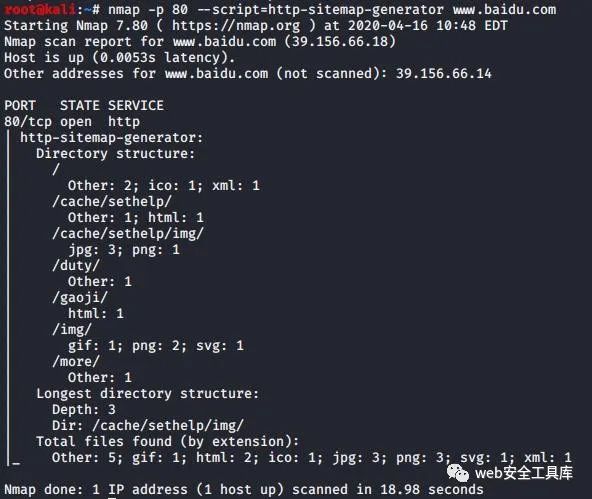 root@kali:~# nmap -p 80 --script=http-sitemap-generator www.baidu.com
Starting Nmap 7.80 ( https://nmap.org ) at 2020-04-16 10:48 EDT
Nmap scan report for www.baidu.com (39.156.66.18)
Host is up (0.0053s latency).
Other addresses for www.baidu.com (not scanned): 39.156.66.14

PORT   STATE SERVICE
80/tcp open  http
| http-sitemap-generator:
|   Directory structure:
|     /
|       Other: 2; ico: 1; xml: 1
|     /cache/sethelp/
|       Other: 1; html: 1
|     /cache/sethelp/img/
|       jpg: 3; png: 1
|     /duty/
|       Other: 1
|     /gaoji/
|       html: 1
|     /img/
|       gif: 1; png: 2; svg: 1
|     /more/
|       Other: 1
|   Longest directory structure:
|     Depth: 3
|     Dir: /cache/sethelp/img/
|   Total files found (by extension):
|_    Other: 5; gif: 1; html: 2; ico: 1; jpg: 3; png: 3; svg: 1; xml: 1

Nmap done: 1 IP address (1 host up) scanned in 18.98 seconds
web安全工具库